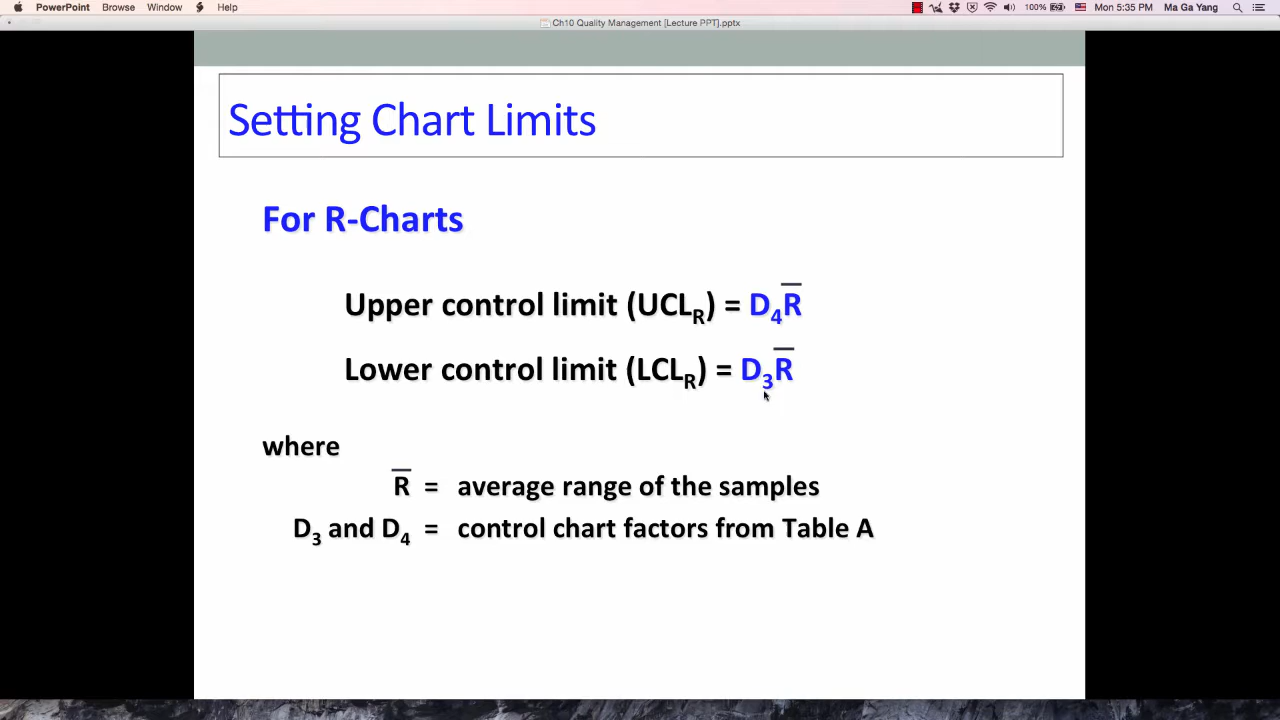 PowerPoint Browse Window Help 100% Mon 5:35 PM Ma Ga Yang
Ch10 Quality Management [Lecture PPT].pptx
Setting Chart Limits
For R-Charts
Upper control limit (UCL_R) = D₄R̅
Lower control limit (LCL_R) = D₃R̅
where
R̅ = average range of the samples
D₃ and D₄ = control chart factors from Table A